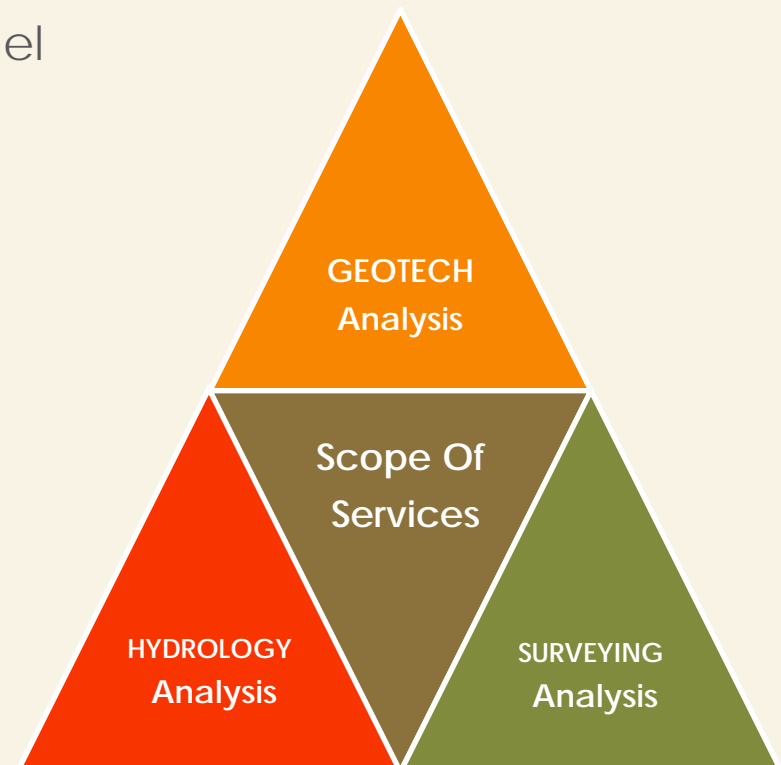 el
GEOTECH
Analysis
Scope Of
Services
HYDROLOGY
Analysis
SURVEYING
Analysis